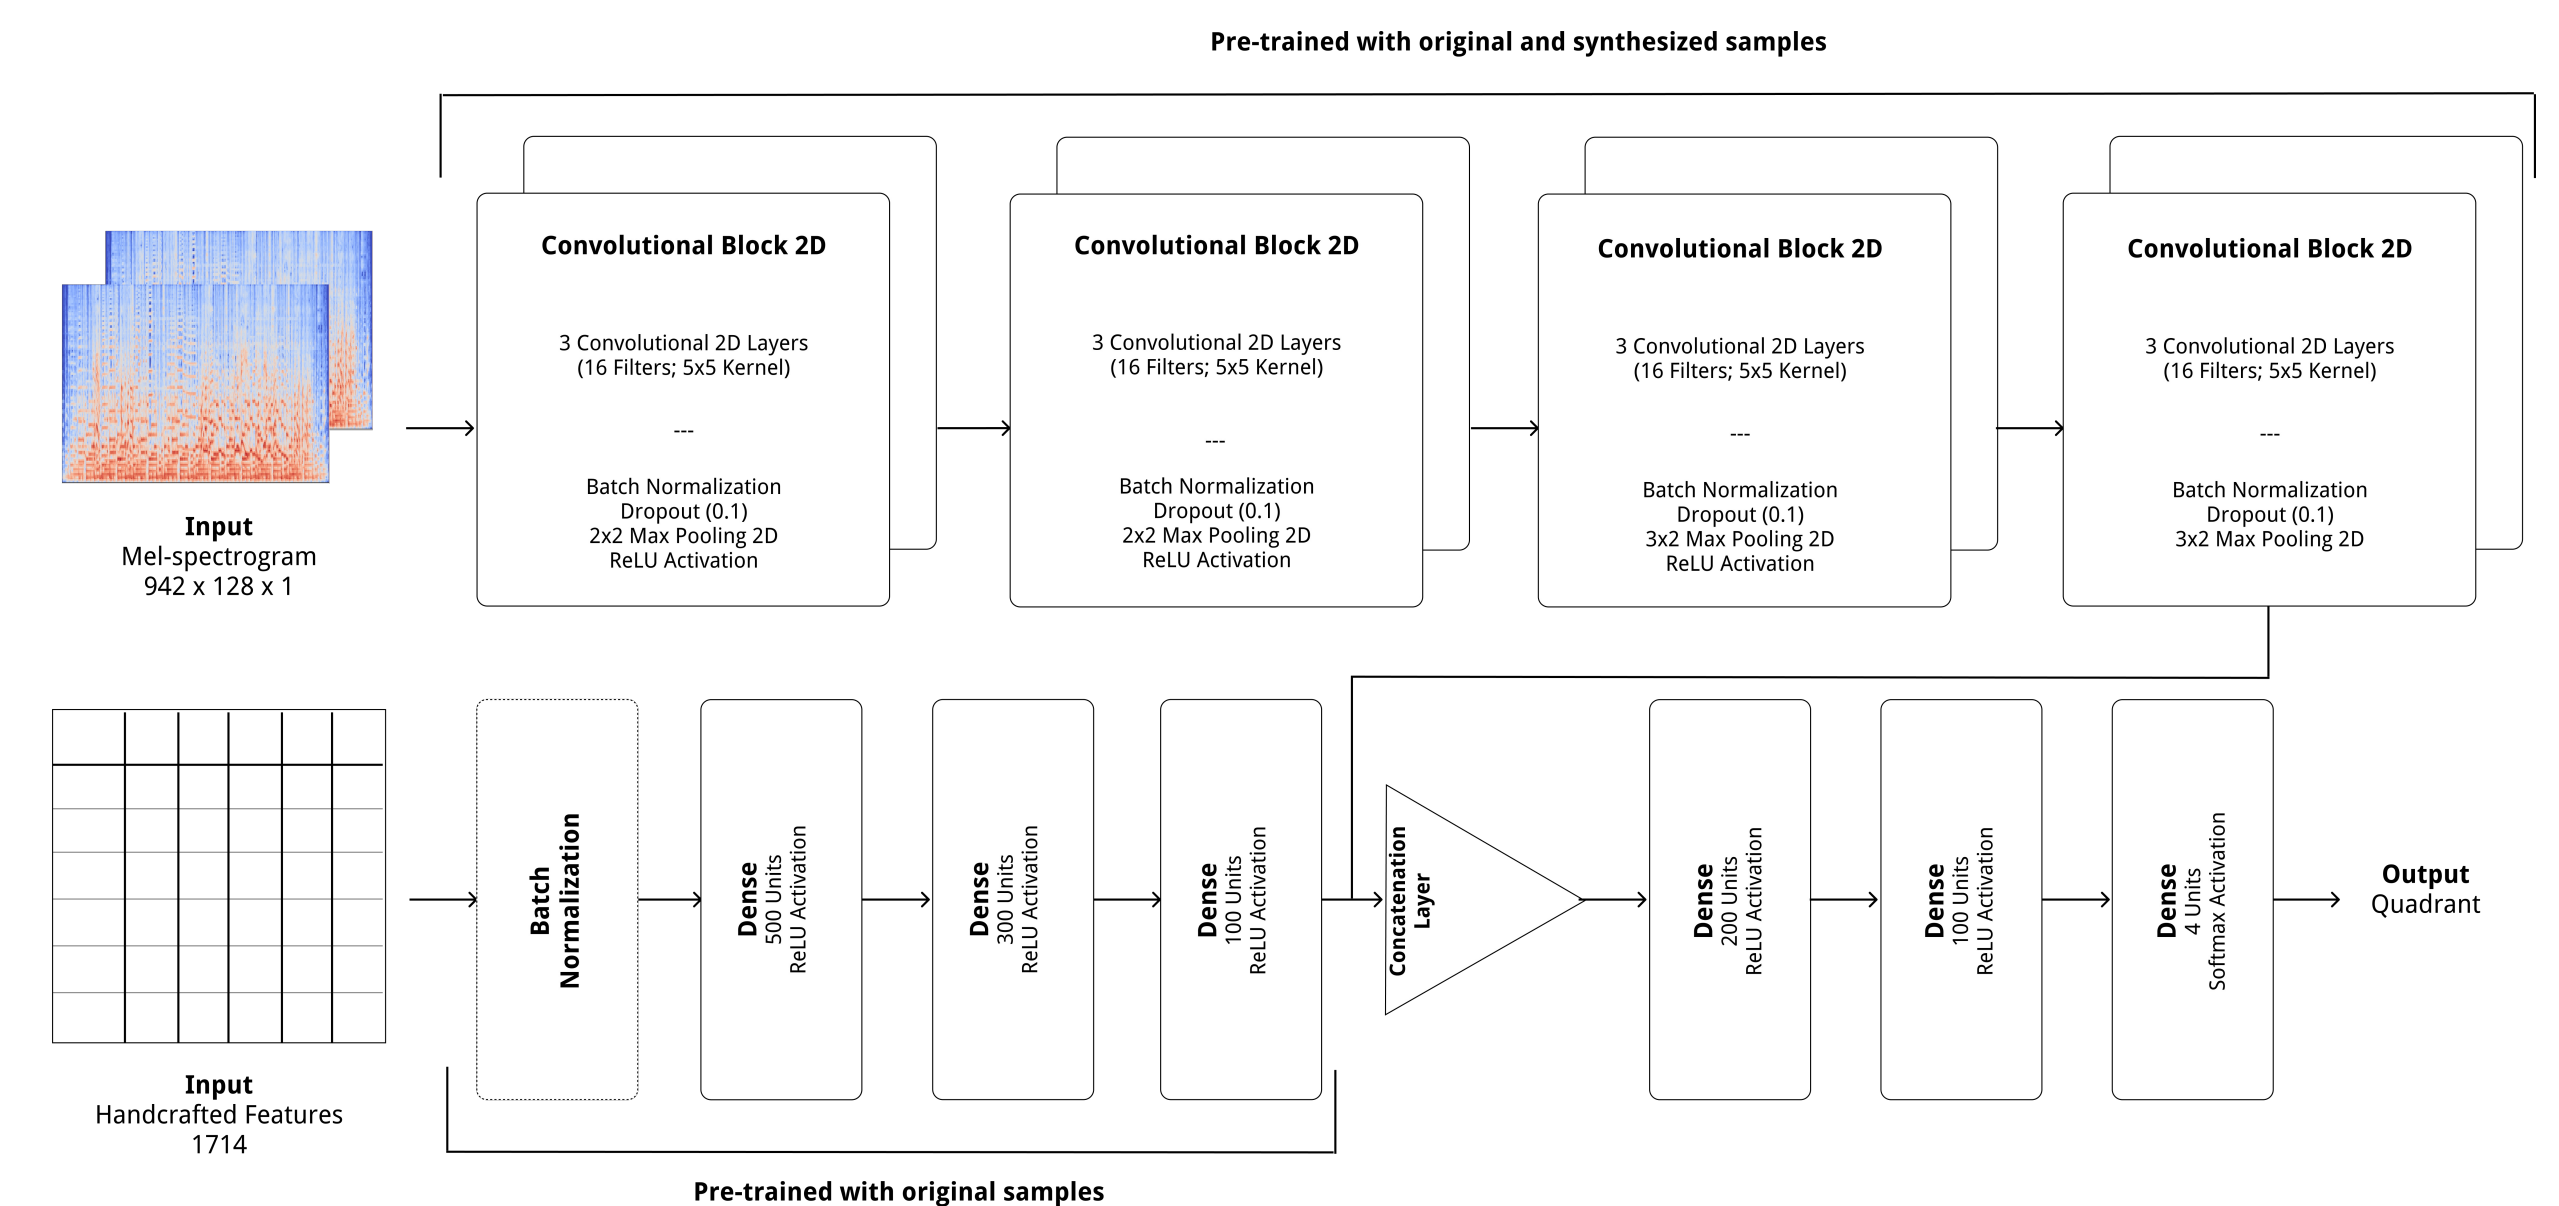 Pre-trained with original and synthesized samples
Convolutional Block 2D
3 Convolutional 2D Layers
(16 Filters; 5x5 Kernel)
---
Batch Normalization
Dropout (0.1)
2x2 Max Pooling 2D
ReLU Activation
Convolutional Block 2D
3 Convolutional 2D Layers
(16 Filters; 5x5 Kernel)
---
Batch Normalization
Dropout (0.1)
2x2 Max Pooling 2D
ReLU Activation
Convolutional Block 2D
3 Convolutional 2D Layers
(16 Filters; 5x5 Kernel)
---
Batch Normalization
Dropout (0.1)
3x2 Max Pooling 2D
ReLU Activation
Convolutional Block 2D
3 Convolutional 2D Layers
(16 Filters; 5x5 Kernel)
---
Batch Normalization
Dropout (0.1)
3x2 Max Pooling 2D
Input
Mel-spectrogram
942 x 128 x 1
Batch
Normalization
Dense
500 Units
ReLU Activation
Dense
300 Units
ReLU Activation
Dense
100 Units
ReLU Activation
Concatenation
Layer
Dense
200 Units
ReLU Activation
Dense
100 Units
ReLU Activation
Dense
4 Units
Softmax Activation
Output
Quadrant
Input
Handcrafted Features
1714
Pre-trained with original samples